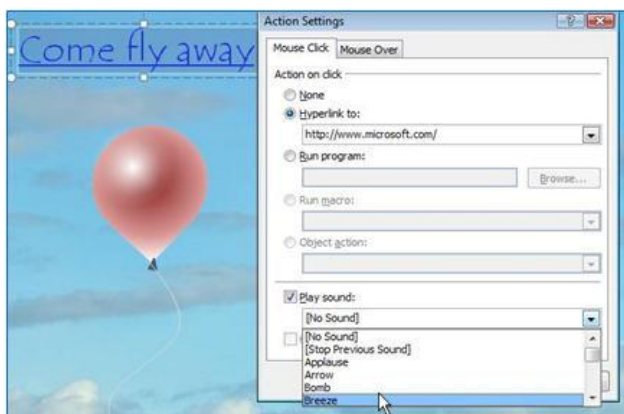 Come fly away
Action Settings
Mouse Click Mouse Over
Action on click
None
Hyperlink to:
http://www.microsoft.com/
Run program:
Browse...
Run macro:
Object action:
Play sound:
[No Sound]
[No Sound]
[Stop Previous Sound]
Applause
Arrow
Bomb
Breeze